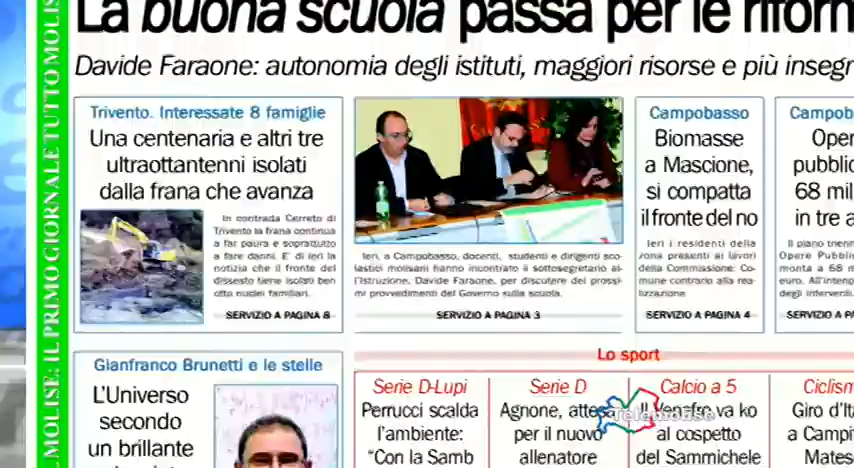 La buona scuola passa per le riform
Davide Faraone: autonomia degli istituti, maggiori risorse e più insegn
MOLISE: IL PRIMO GIORNALE TUTTO MOLIS
Trivento. Interessate 8 famiglie
Una centenaria e altri tre
ultraottantenni isolati
dalla frana che avanza
In contrada Cerreto di
Trivento la frana continua
a far paura e soprattutto
a fare danni. E' di ieri la
notizia che il fronte del
dissesto tiene isolati ben
otto nuclei familiari.
SERVIZIO A PAGINA 8
Ieri, a Campobasso, docenti, studenti e dirigenti sco-
lastici molisani hanno incontrato il sottosegretario al-
l'Istruzione, Davide Faraone, per discutere dei prossi-
mi provvedimenti del Governo sulla scuola.
SERVIZIO A PAGINA 3
Campobasso
Biomasse
a Mascione,
si compatta
il fronte del no
Ieri i residenti della
zona presenti ai lavori
della Commissione: Co-
mune contrario alla rea-
lizzazione.
SERVIZIO A PAGINA 4
Campob
Oper
pubblic
68 mil
in tre a
Il piano trienn
Opere Pubblic
monta a 68 m
euro. All'interno
degli interventi
SERVIZIO A PA
Gianfranco Brunetti e le stelle
L'Universo
secondo
un brillante
Lo sport
Serie D-Lupi
Perrucci scalda
l'ambiente:
"Con la Samb
Serie D
Agnone, attesa
per il nuovo
allenatore
Calcio a 5
Il Venafro va ko
al cospetto
del Sammichele
Ciclism
Giro d'Ita
a Campit
Matese
Telemolise